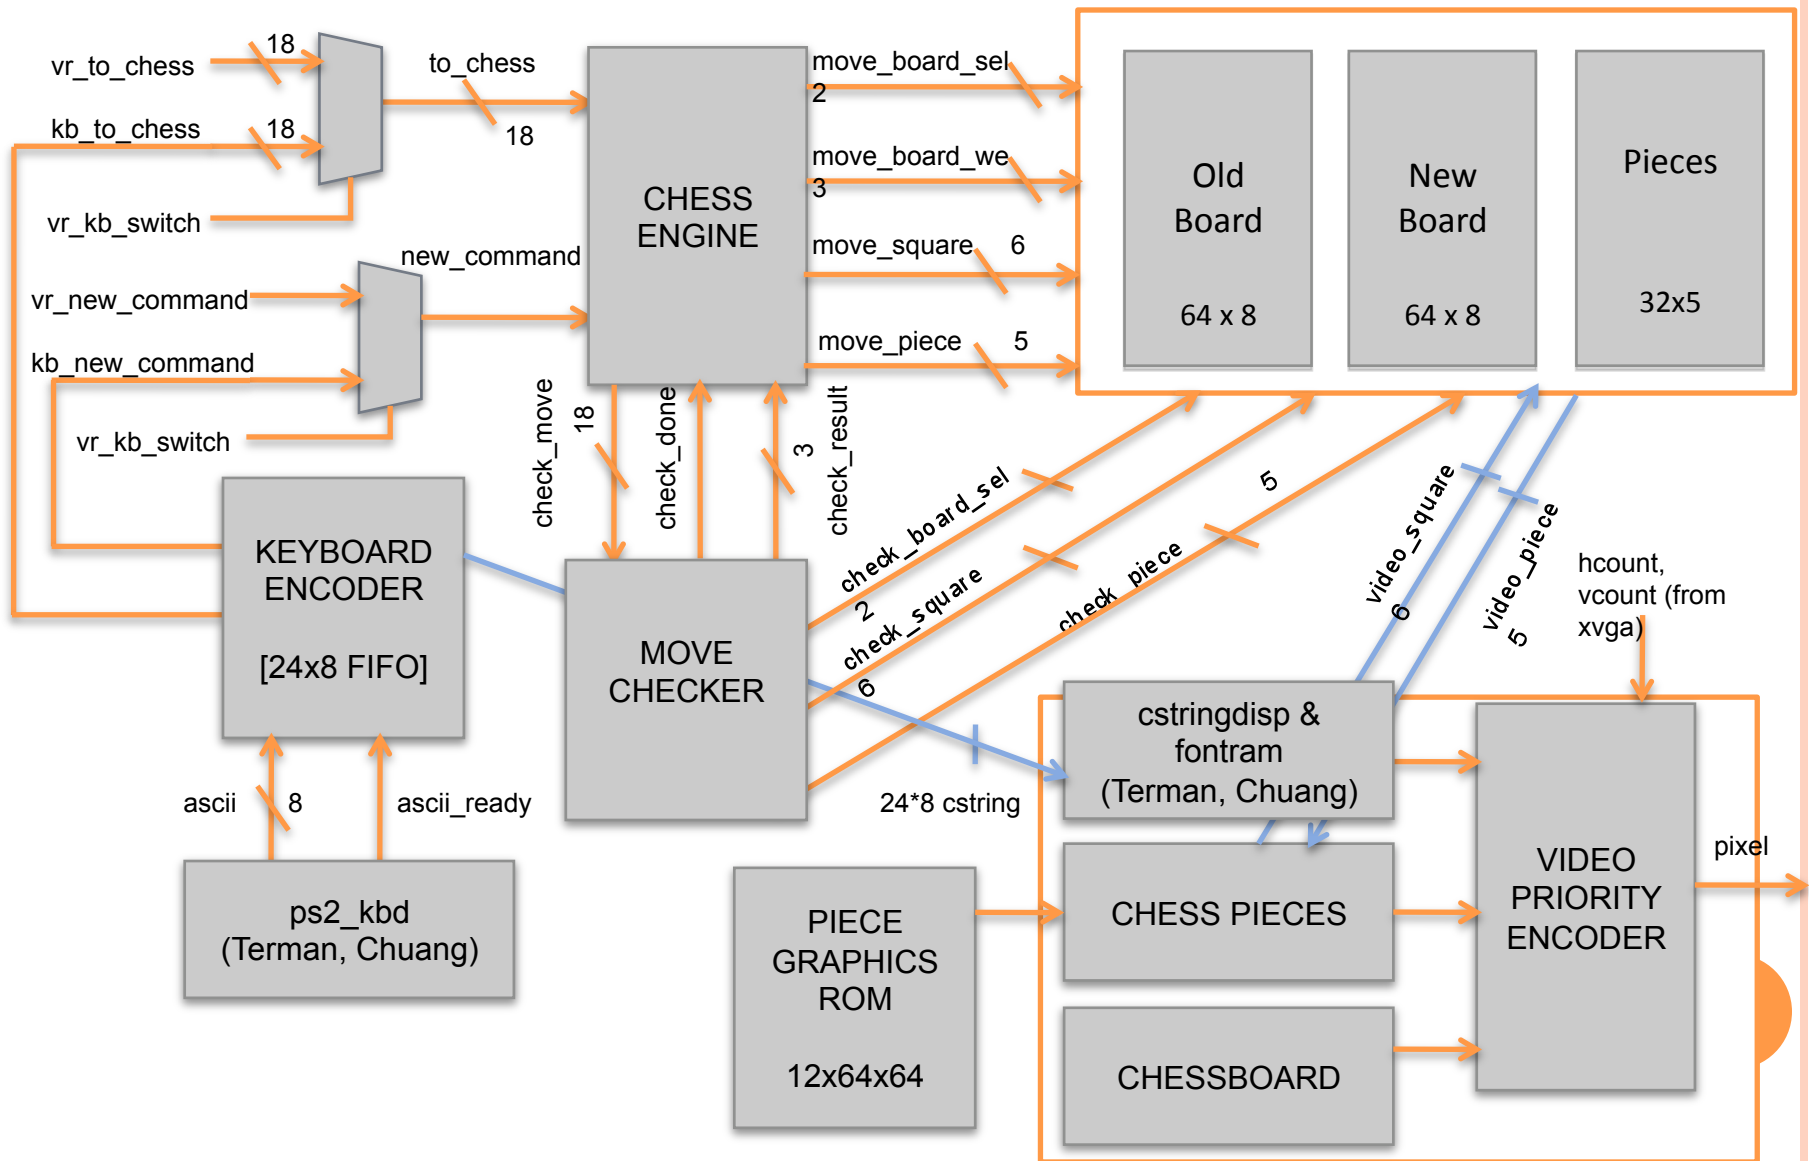 vr_to_chess
18
kb_to_chess
18
vr_kb_switch
to_chess
18
vr_new_command
kb_new_command
vr_kb_switch
new_command
CHESS
ENGINE
move_board_sel
2
move_board_we
3
move_square
6
move_piece
5
Old
Board
64 x 8
New
Board
64 x 8
Pieces
32x5
check_move
18
check_done
3
check_result
KEYBOARD
ENCODER
[24x8 FIFO]
MOVE
CHECKER
check_board_sel
2
check_square
6
check_piece
5
video_square
6
video_piece
5
hcount,
vcount (from
xvga)
ascii
8
ascii_ready
ps2_kbd
(Terman, Chuang)
24*8 cstring
cstringdisp &
fontram
(Terman, Chuang)
PIECE
GRAPHICS
ROM
12x64x64
CHESS PIECES
CHESSBOARD
VIDEO
PRIORITY
ENCODER
pixel